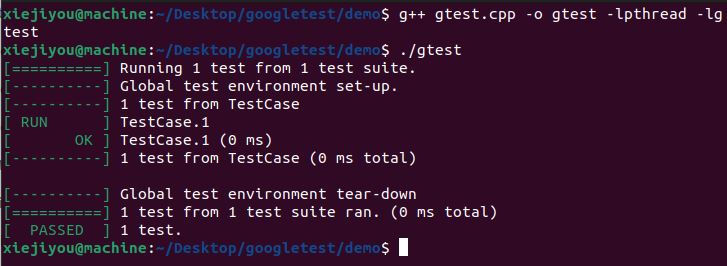 xiejiyou@machine:~/Desktop/googletest/demo$ g++ gtest.cpp -o gtest -lpthread -lg
test
xiejiyou@machine:~/Desktop/googletest/demo$ ./gtest
[==========] Running 1 test from 1 test suite.
[----------] Global test environment set-up.
[----------] 1 test from TestCase
[ RUN      ] TestCase.1
[       OK ] TestCase.1 (0 ms)
[----------] 1 test from TestCase (0 ms total)

[----------] Global test environment tear-down
[==========] 1 test from 1 test suite ran. (0 ms total)
[  PASSED  ] 1 test.
xiejiyou@machine:~/Desktop/googletest/demo$